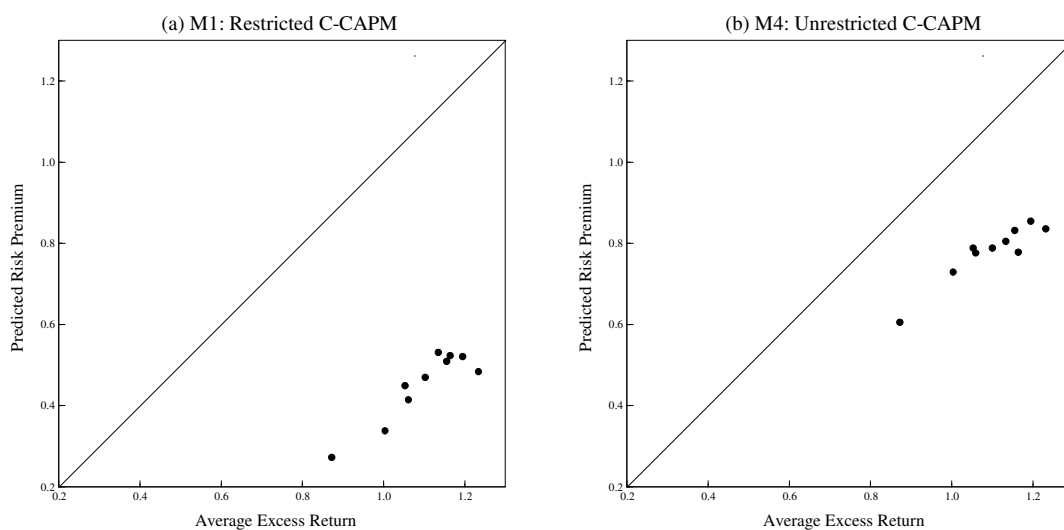 (a) M1: Restricted C-CAPM
1.2
1.0
0.8
0.6
0.4
0.2
Predicted Risk Premium
0.2 0.4 0.6 0.8 1.0 1.2
Average Excess Return
(b) M4: Unrestricted C-CAPM
1.2
1.0
0.8
0.6
0.4
0.2
Predicted Risk Premium
0.2 0.4 0.6 0.8 1.0 1.2
Average Excess Return